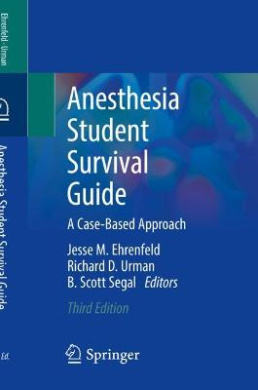 Ehrenfeld · Urman
Anesthesia Student Survival Guide
Ed.
Anesthesia
Student
Survival
Guide
A Case-Based Approach
Jesse M. Ehrenfeld
Richard D. Urman
B. Scott Segal Editors
Third Edition
Springer